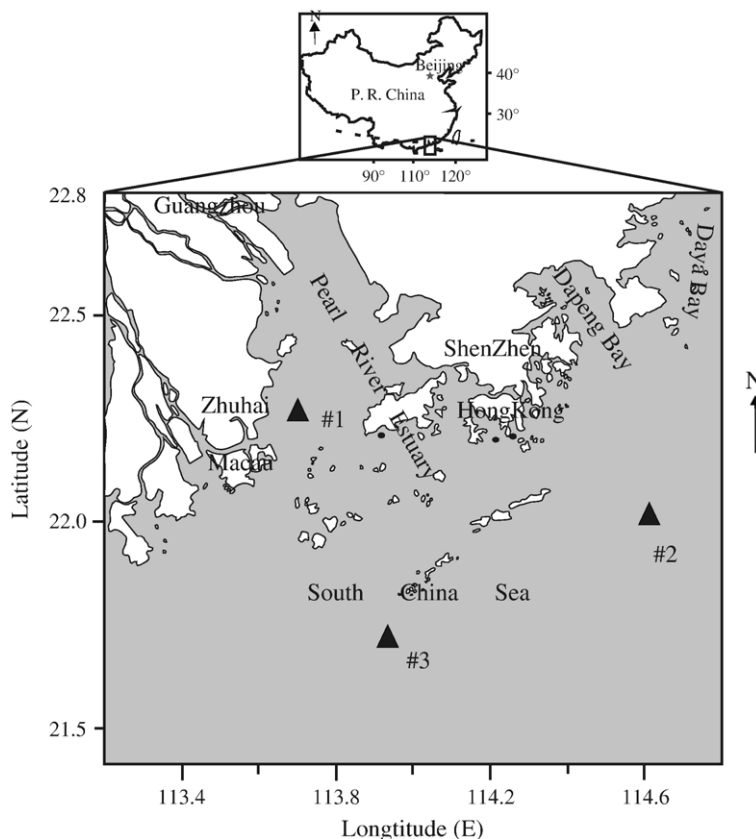 N
Beijing
P. R. China
40°
30°
90°
110°
120°
22.8
22.5
22.0
21.5
Latitude (N)
Guangzhou
Pearl River Estuary
Daya Bay
Dapeng Bay
ShenZhen
HongKong
Zhuhai
Macau
#1
#2
#3
South China Sea
N
113.4
113.8
114.2
114.6
Longtitude (E)